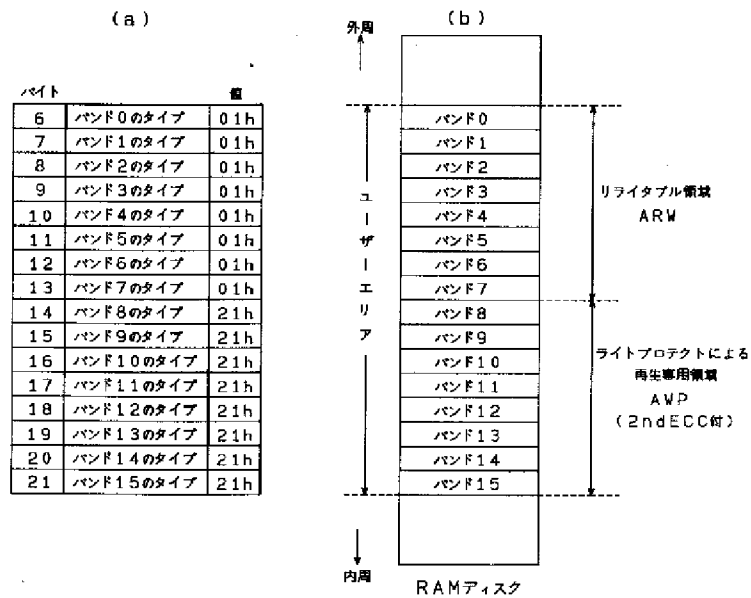 (a)
バイト 値
6 バンド0のタイプ 01h
7 バンド1のタイプ 01h
8 バンド2のタイプ 01h
9 バンド3のタイプ 01h
10 バンド4のタイプ 01h
11 バンド5のタイプ 01h
12 バンド6のタイプ 01h
13 バンド7のタイプ 01h
14 バンド8のタイプ 21h
15 バンド9のタイプ 21h
16 バンド10のタイプ 21h
17 バンド11のタイプ 21h
18 バンド12のタイプ 21h
19 バンド13のタイプ 21h
20 バンド14のタイプ 21h
21 バンド15のタイプ 21h
(b)
外周
バンド0
バンド1
バンド2
バンド3
バンド4
バンド5
バンド6
バンド7
バンド8
バンド9
バンド10
バンド11
バンド12
バンド13
バンド14
バンド15
ユーザーエリア
リライタブル領域
ARW
ライトプロテクトによる
再生専用領域
AWP
(2ndECC付)
内周
RAMディスク